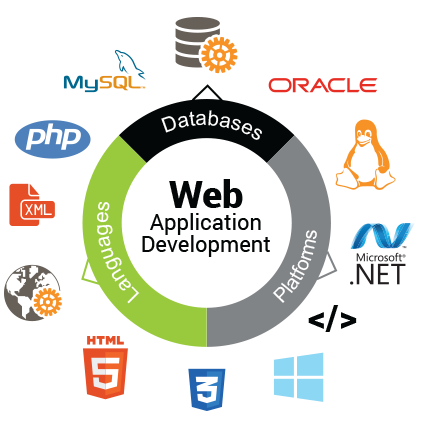 MySQL
ORACLE
php
Databases
XML
Web
Application
Development
Languages
Platforms
Microsoft®
.NET
</>
HTML
5
3